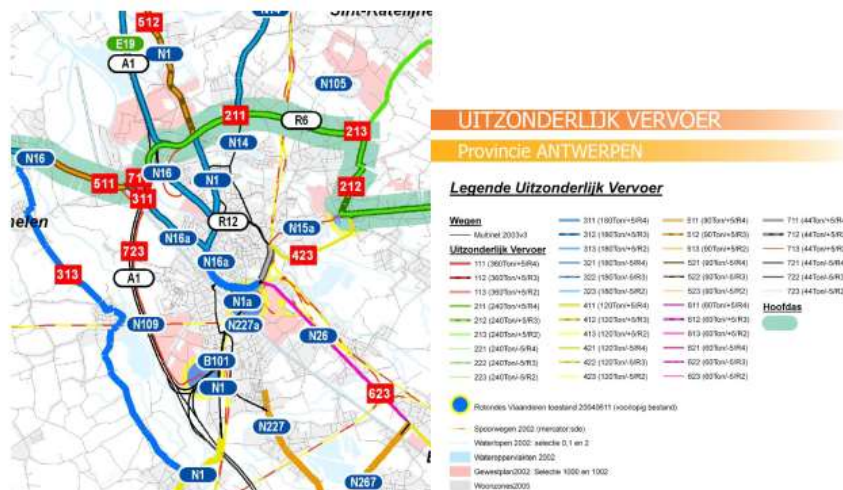 512
E19
N1
A1
N105
211
R6
213
N14
N16
511
N16
N1
212
311
R12
N15a
N16a
723
423
313
N16a
A1
N1a
N109
N227a
N26
B101
N1
623
N227
N1
N267
UITZONDERLIJK VERVOER
Provincie ANTWERPEN
Legende Uitzonderlijk Vervoer
Wegen
Multinet 2003v3
Uitzonderlijk Vervoer
111 (360Ton/+5/R4)
112 (360Ton/+5/R3)
113 (360Ton/+5/R2)
211 (240Ton/+5/R4)
212 (240Ton/+5/R3)
213 (240Ton/+5/R2)
221 (240Ton/-5/R4)
222 (240Ton/-5/R3)
223 (240Ton/-5/R2)
311 (180Ton/+5/R4)
312 (180Ton/+5/R3)
313 (180Ton/+5/R2)
321 (180Ton/-5/R4)
322 (180Ton/-5/R3)
323 (180Ton/-5/R2)
411 (120Ton/+5/R4)
412 (120Ton/+5/R3)
413 (120Ton/+5/R2)
421 (120Ton/-5/R4)
422 (120Ton/-5/R3)
423 (120Ton/-5/R2)
511 (90Ton/+5/R4)
512 (90Ton/+5/R3)
513 (90Ton/+5/R2)
521 (90Ton/-5/R4)
522 (90Ton/-5/R3)
523 (90Ton/-5/R2)
611 (60Ton/+5/R4)
612 (60Ton/+5/R3)
613 (60Ton/+5/R2)
621 (60Ton/-5/R4)
622 (60Ton/-5/R3)
623 (60Ton/-5/R2)
711 (44Ton/+5/R4
712 (44Ton/+5/R3
713 (44Ton/+5/R2
721 (44Ton/-5/R4
722 (44Ton/-5/R3
723 (44Ton/-5/R2
Hoofdas
Rotondes Vlaanderen toestand 20040611 (voorlopig bestand)
Spoorwegen 2002 (mercator:sde)
Waterlopen 2002: selectie 0,1 en 2
Wateroppervlakten 2002
Gewestplan2002: Selectie 1000 en 1002
Woonzones2005